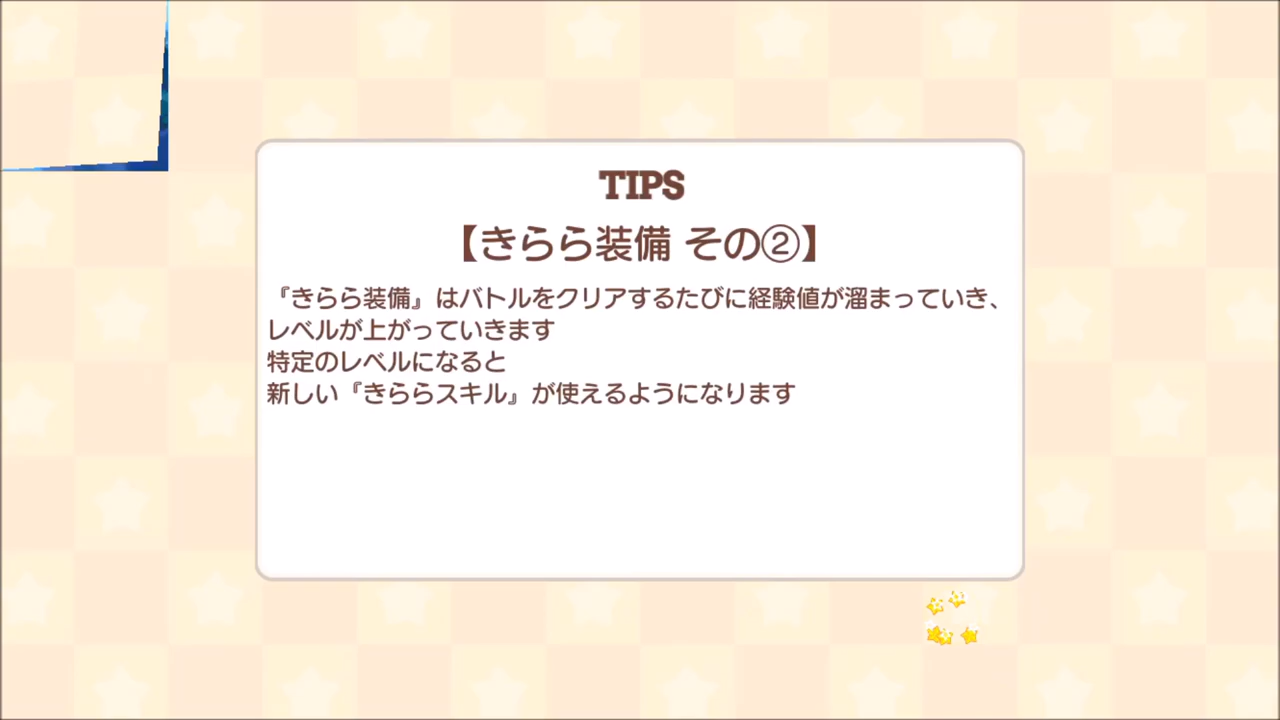 TIPS
【きらら装備 その②】
『きらら装備』はバトルをクリアするたびに経験値が溜まっていき、
レベルが上がっていきます
特定のレベルになると
新しい『きららスキル』が使えるようになります